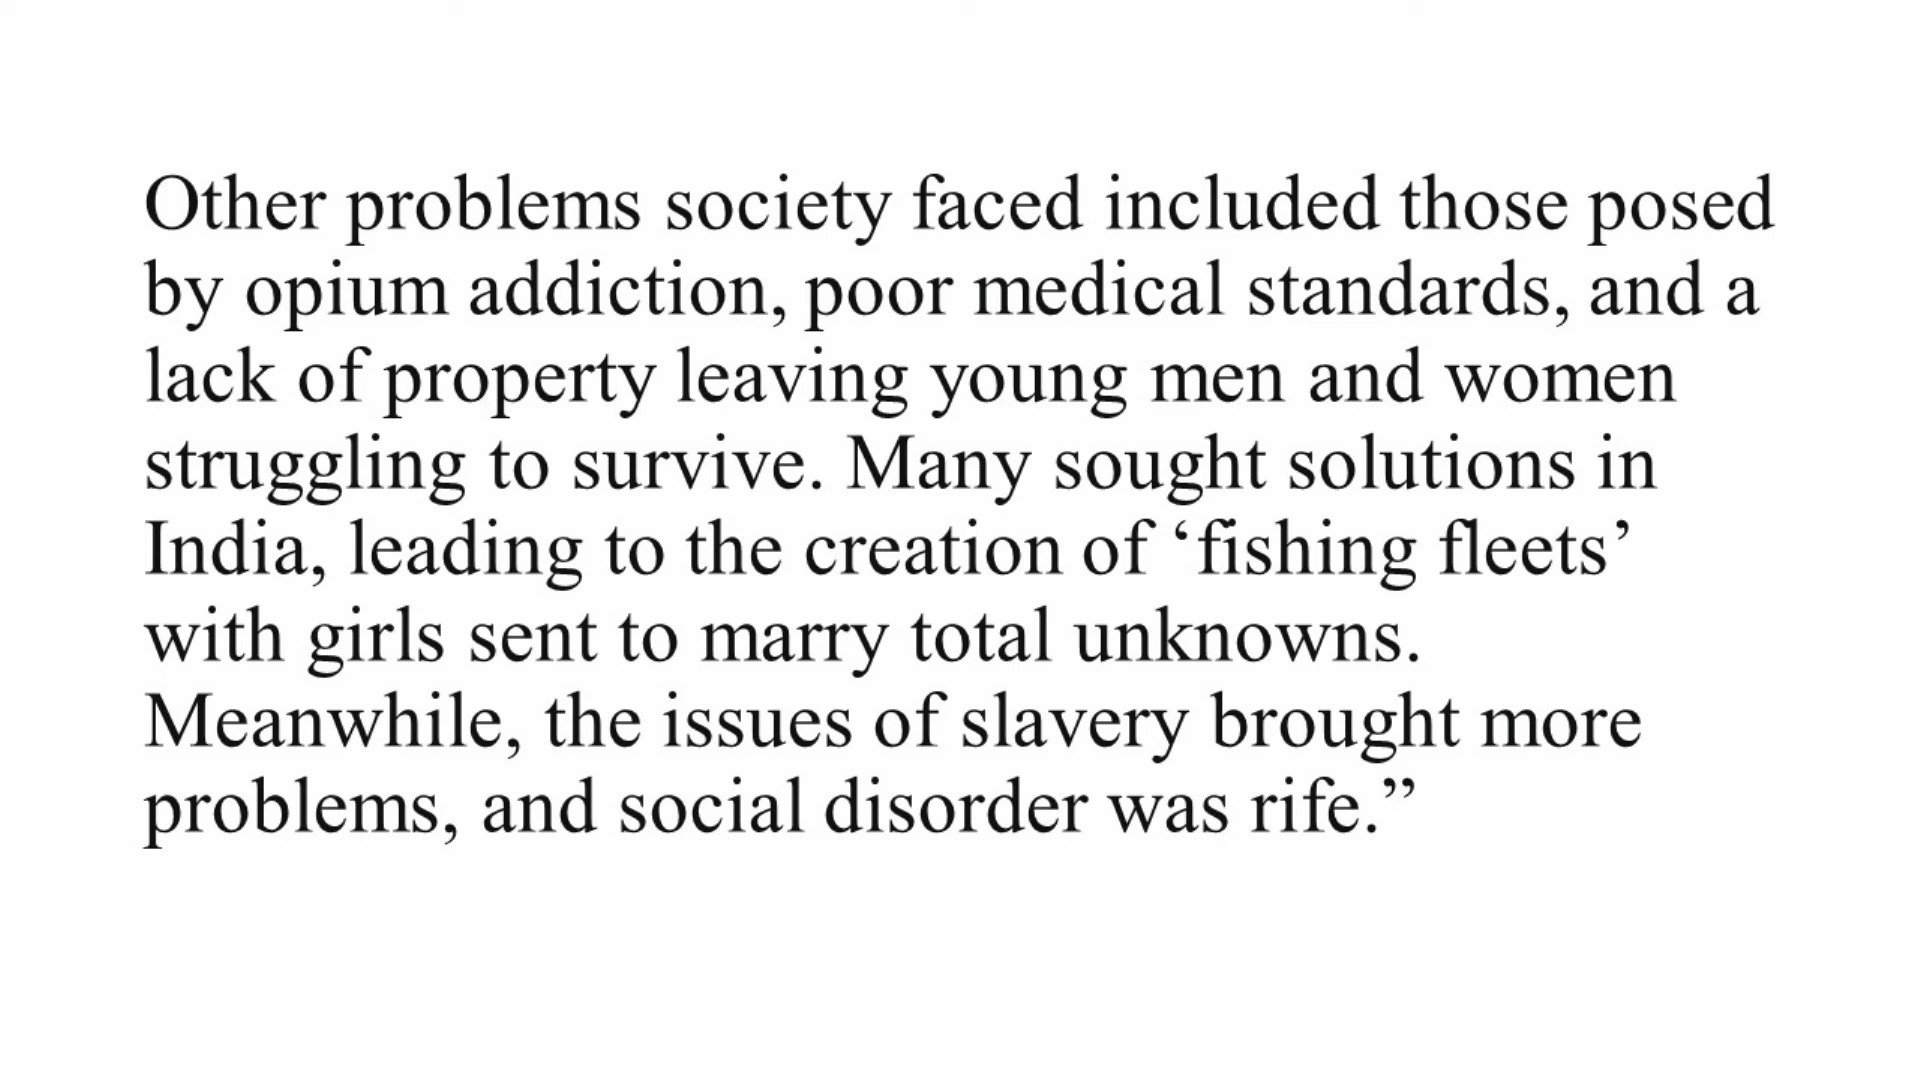 Other problems society faced included those posed
by opium addiction, poor medical standards, and a
lack of property leaving young men and women
struggling to survive. Many sought solutions in
India, leading to the creation of ‘fishing fleets’
with girls sent to marry total unknowns.
Meanwhile, the issues of slavery brought more
problems, and social disorder was rife.”